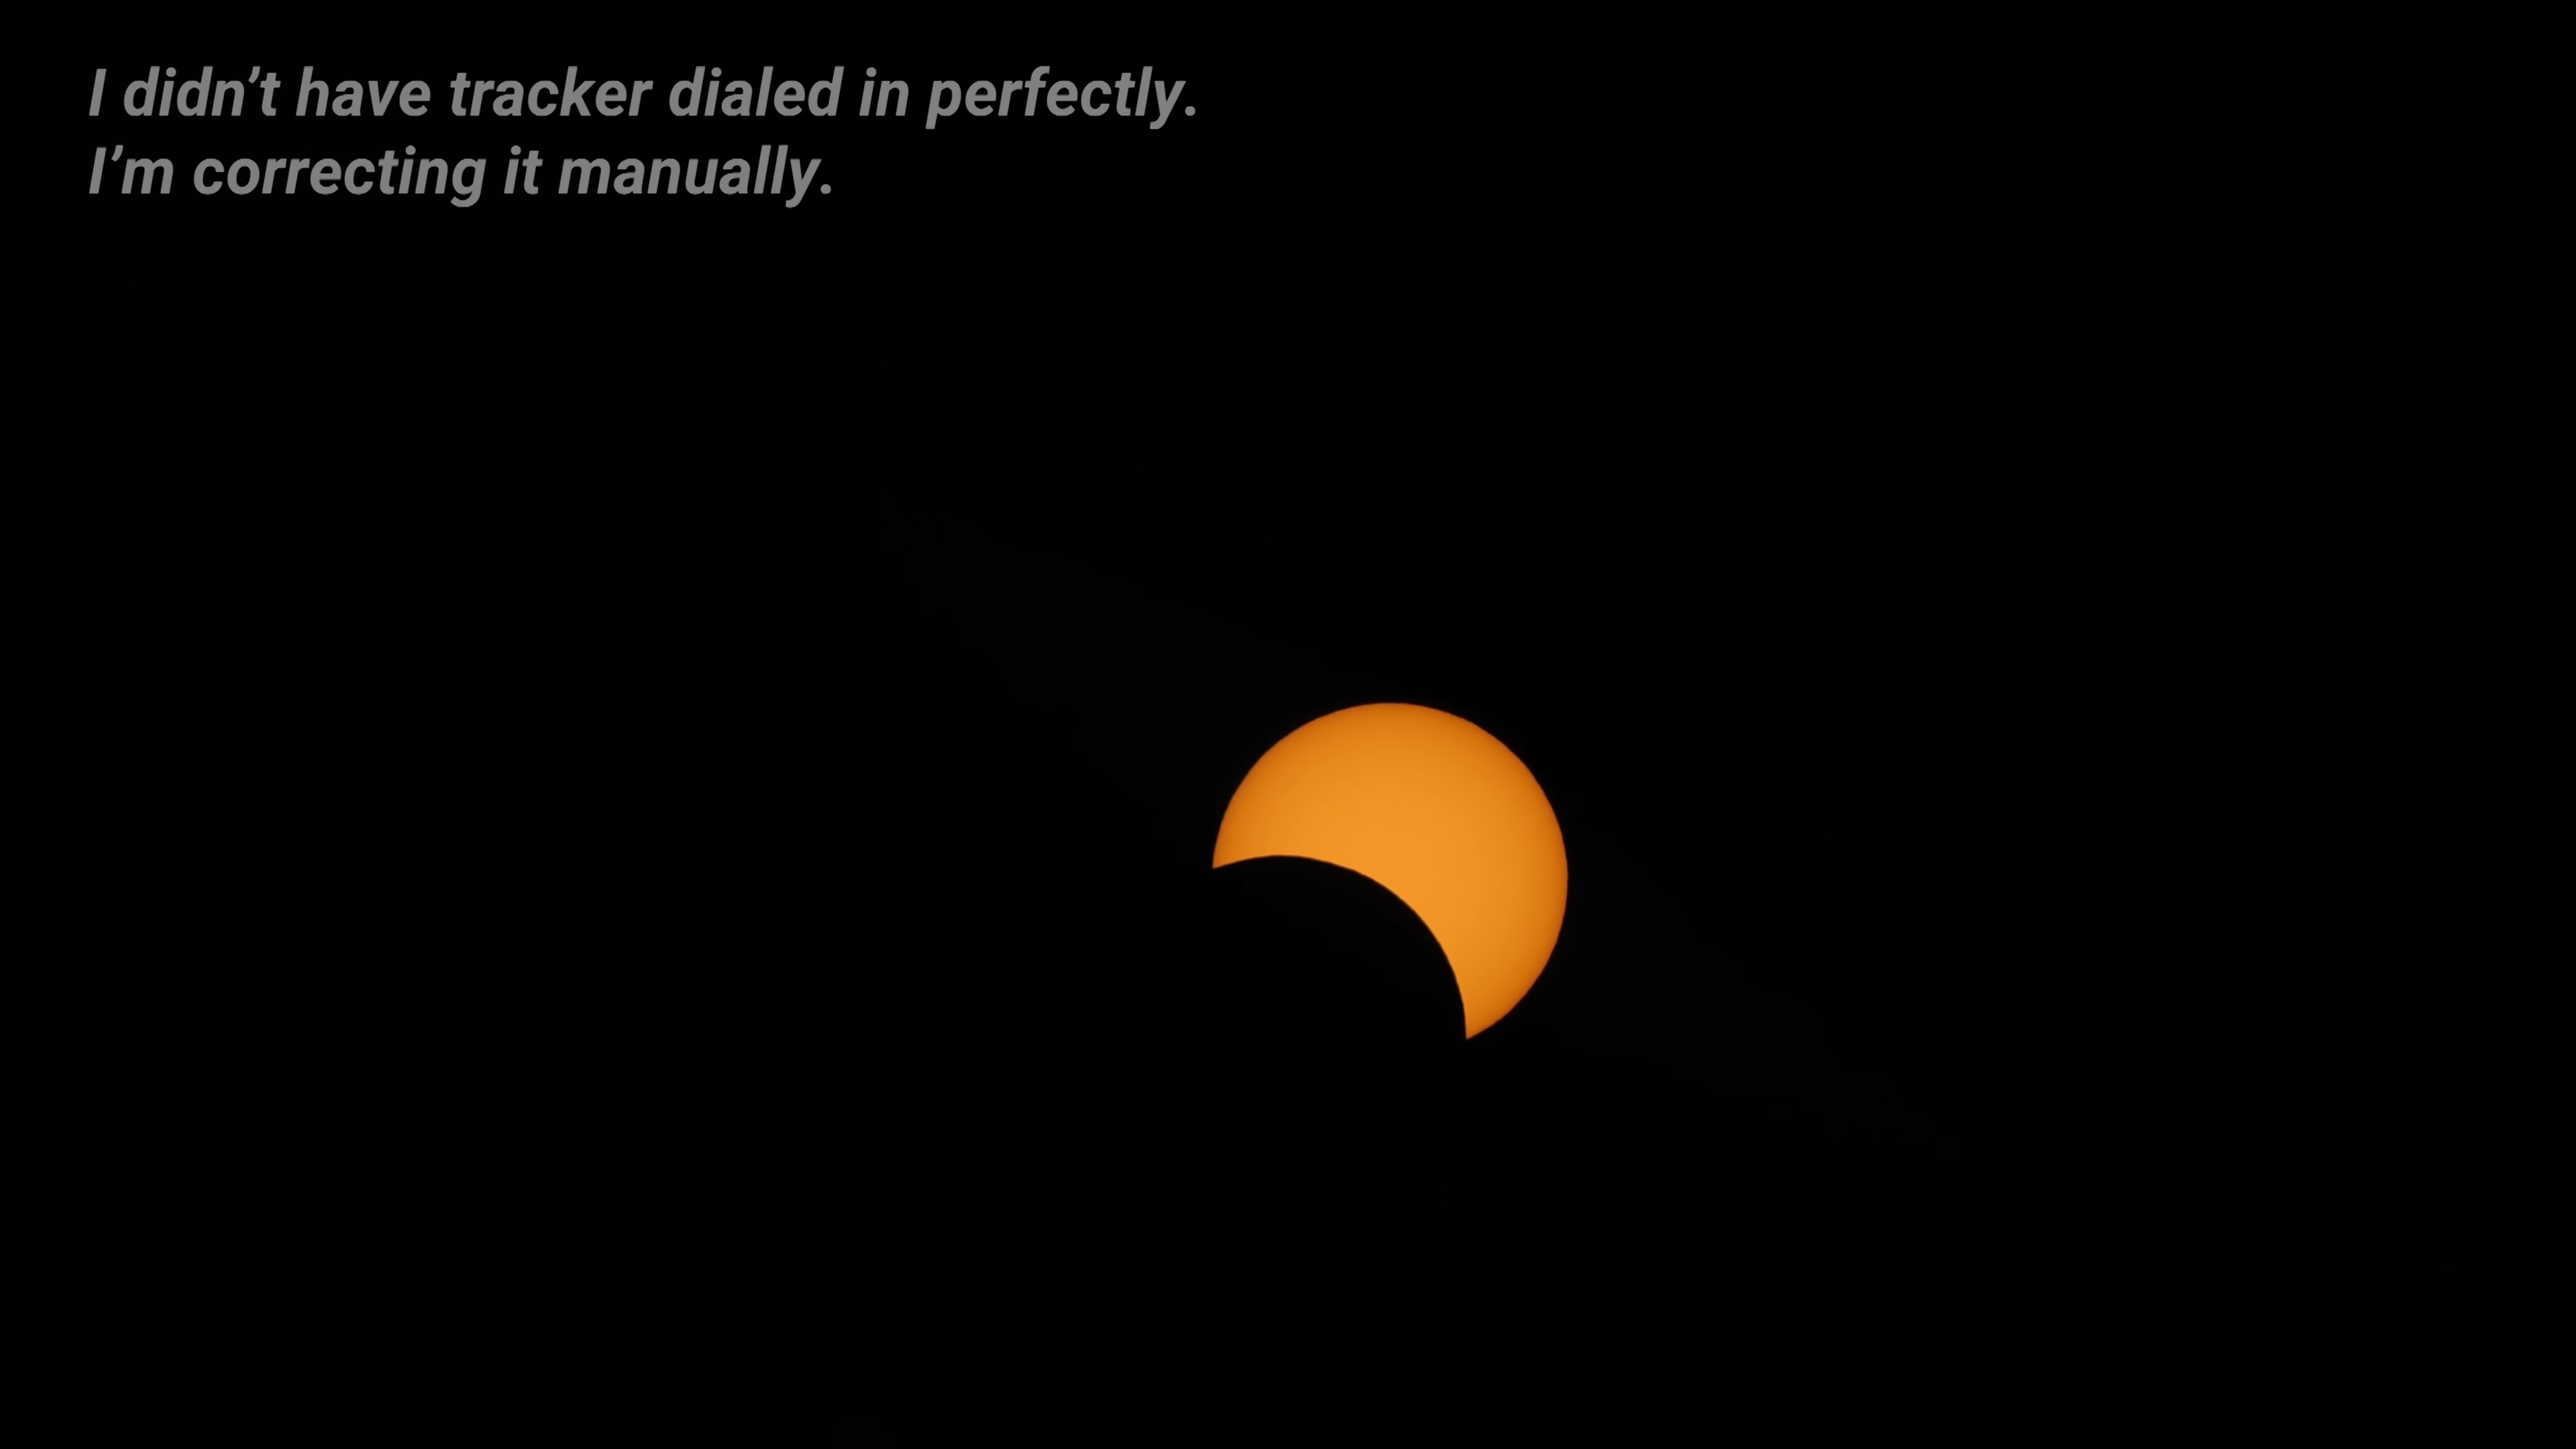 I didn’t have tracker dialed in perfectly.
I’m correcting it manually.